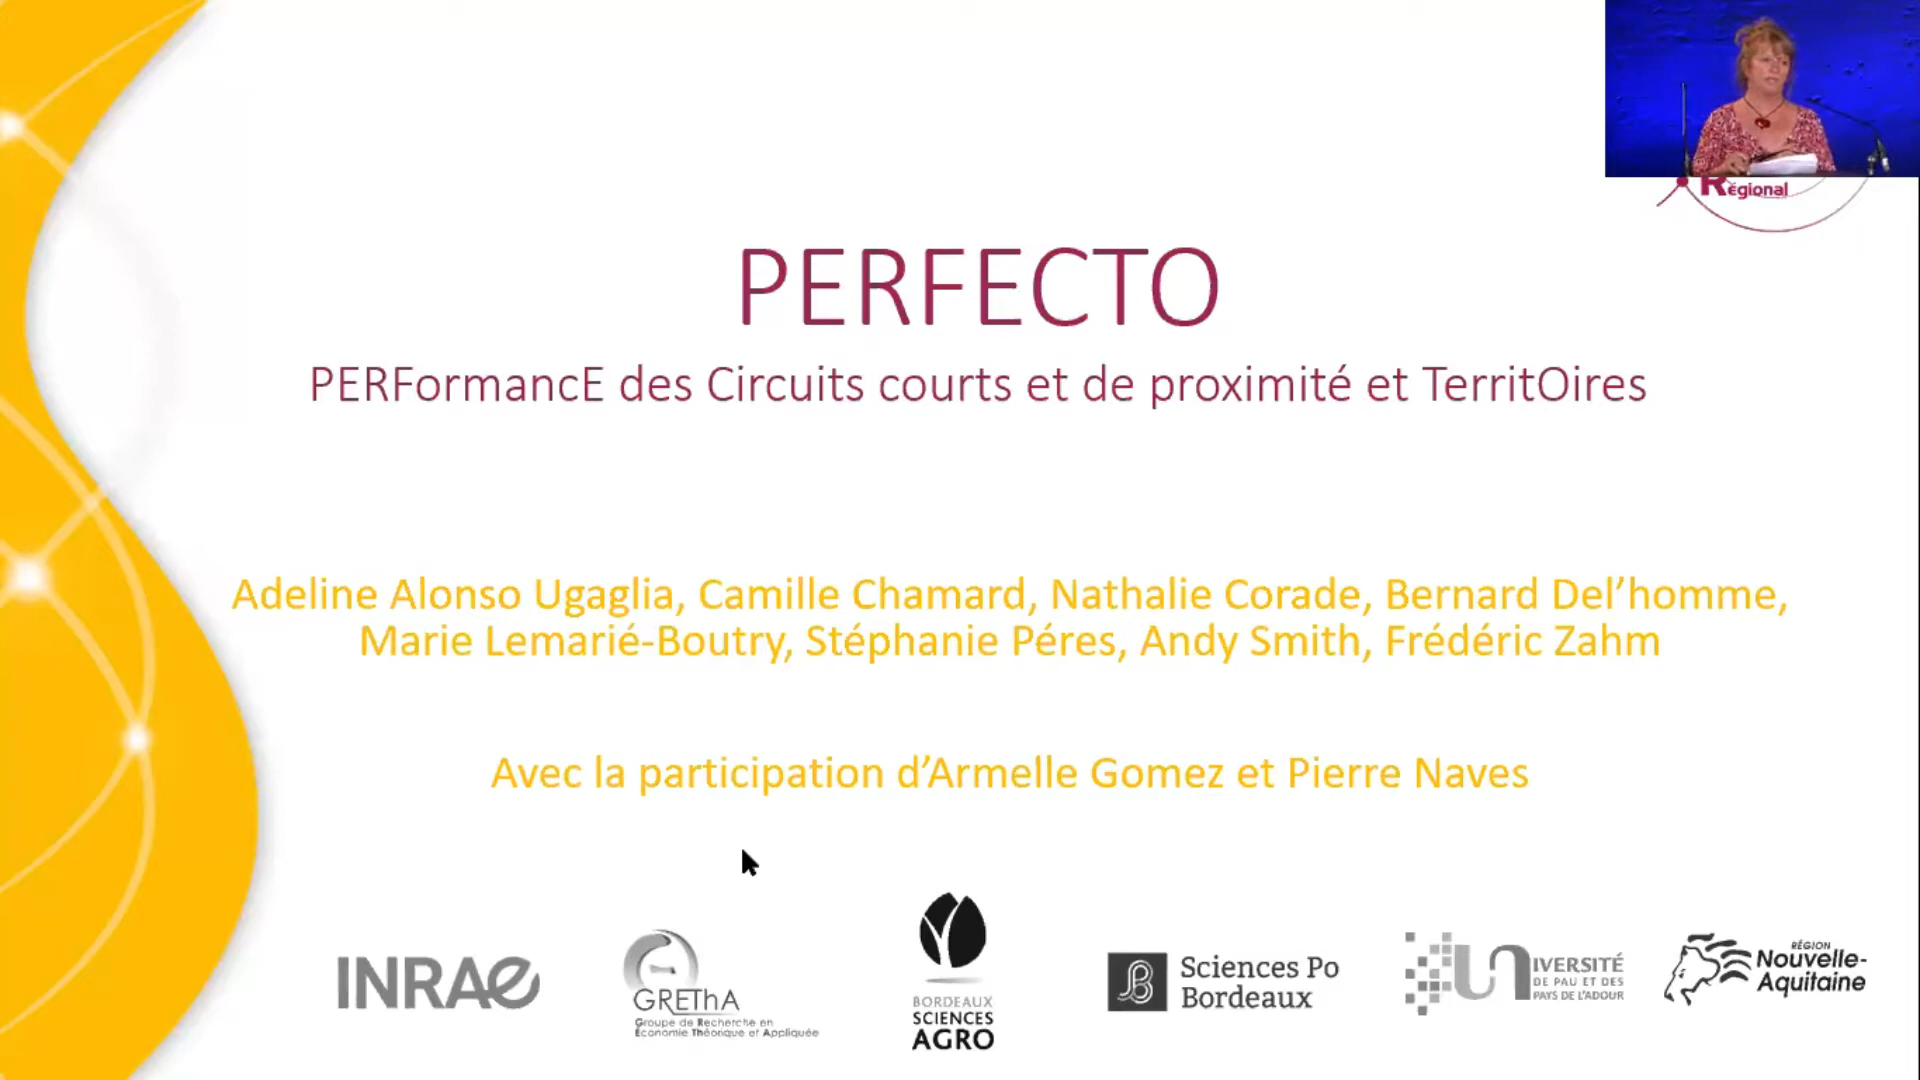 Régional
PERFECTO
PERFormancE des Circuits courts et de proximité et TerritOires
Adeline Alonso Ugaglia, Camille Chamard, Nathalie Corade, Bernard Del’homme,
Marie Lemarié-Boutry, Stéphanie Péres, Andy Smith, Frédéric Zahm
Avec la participation d’Armelle Gomez et Pierre Naves
INRAE
GREThA
Groupe de Recherche en
Économie Théorique et Appliquée
BORDEAUX
SCIENCES
AGRO
Sciences Po
Bordeaux
UNIVERSITÉ
DE PAU ET DES
PAYS DE L'ADOUR
RÉGION
Nouvelle-
Aquitaine